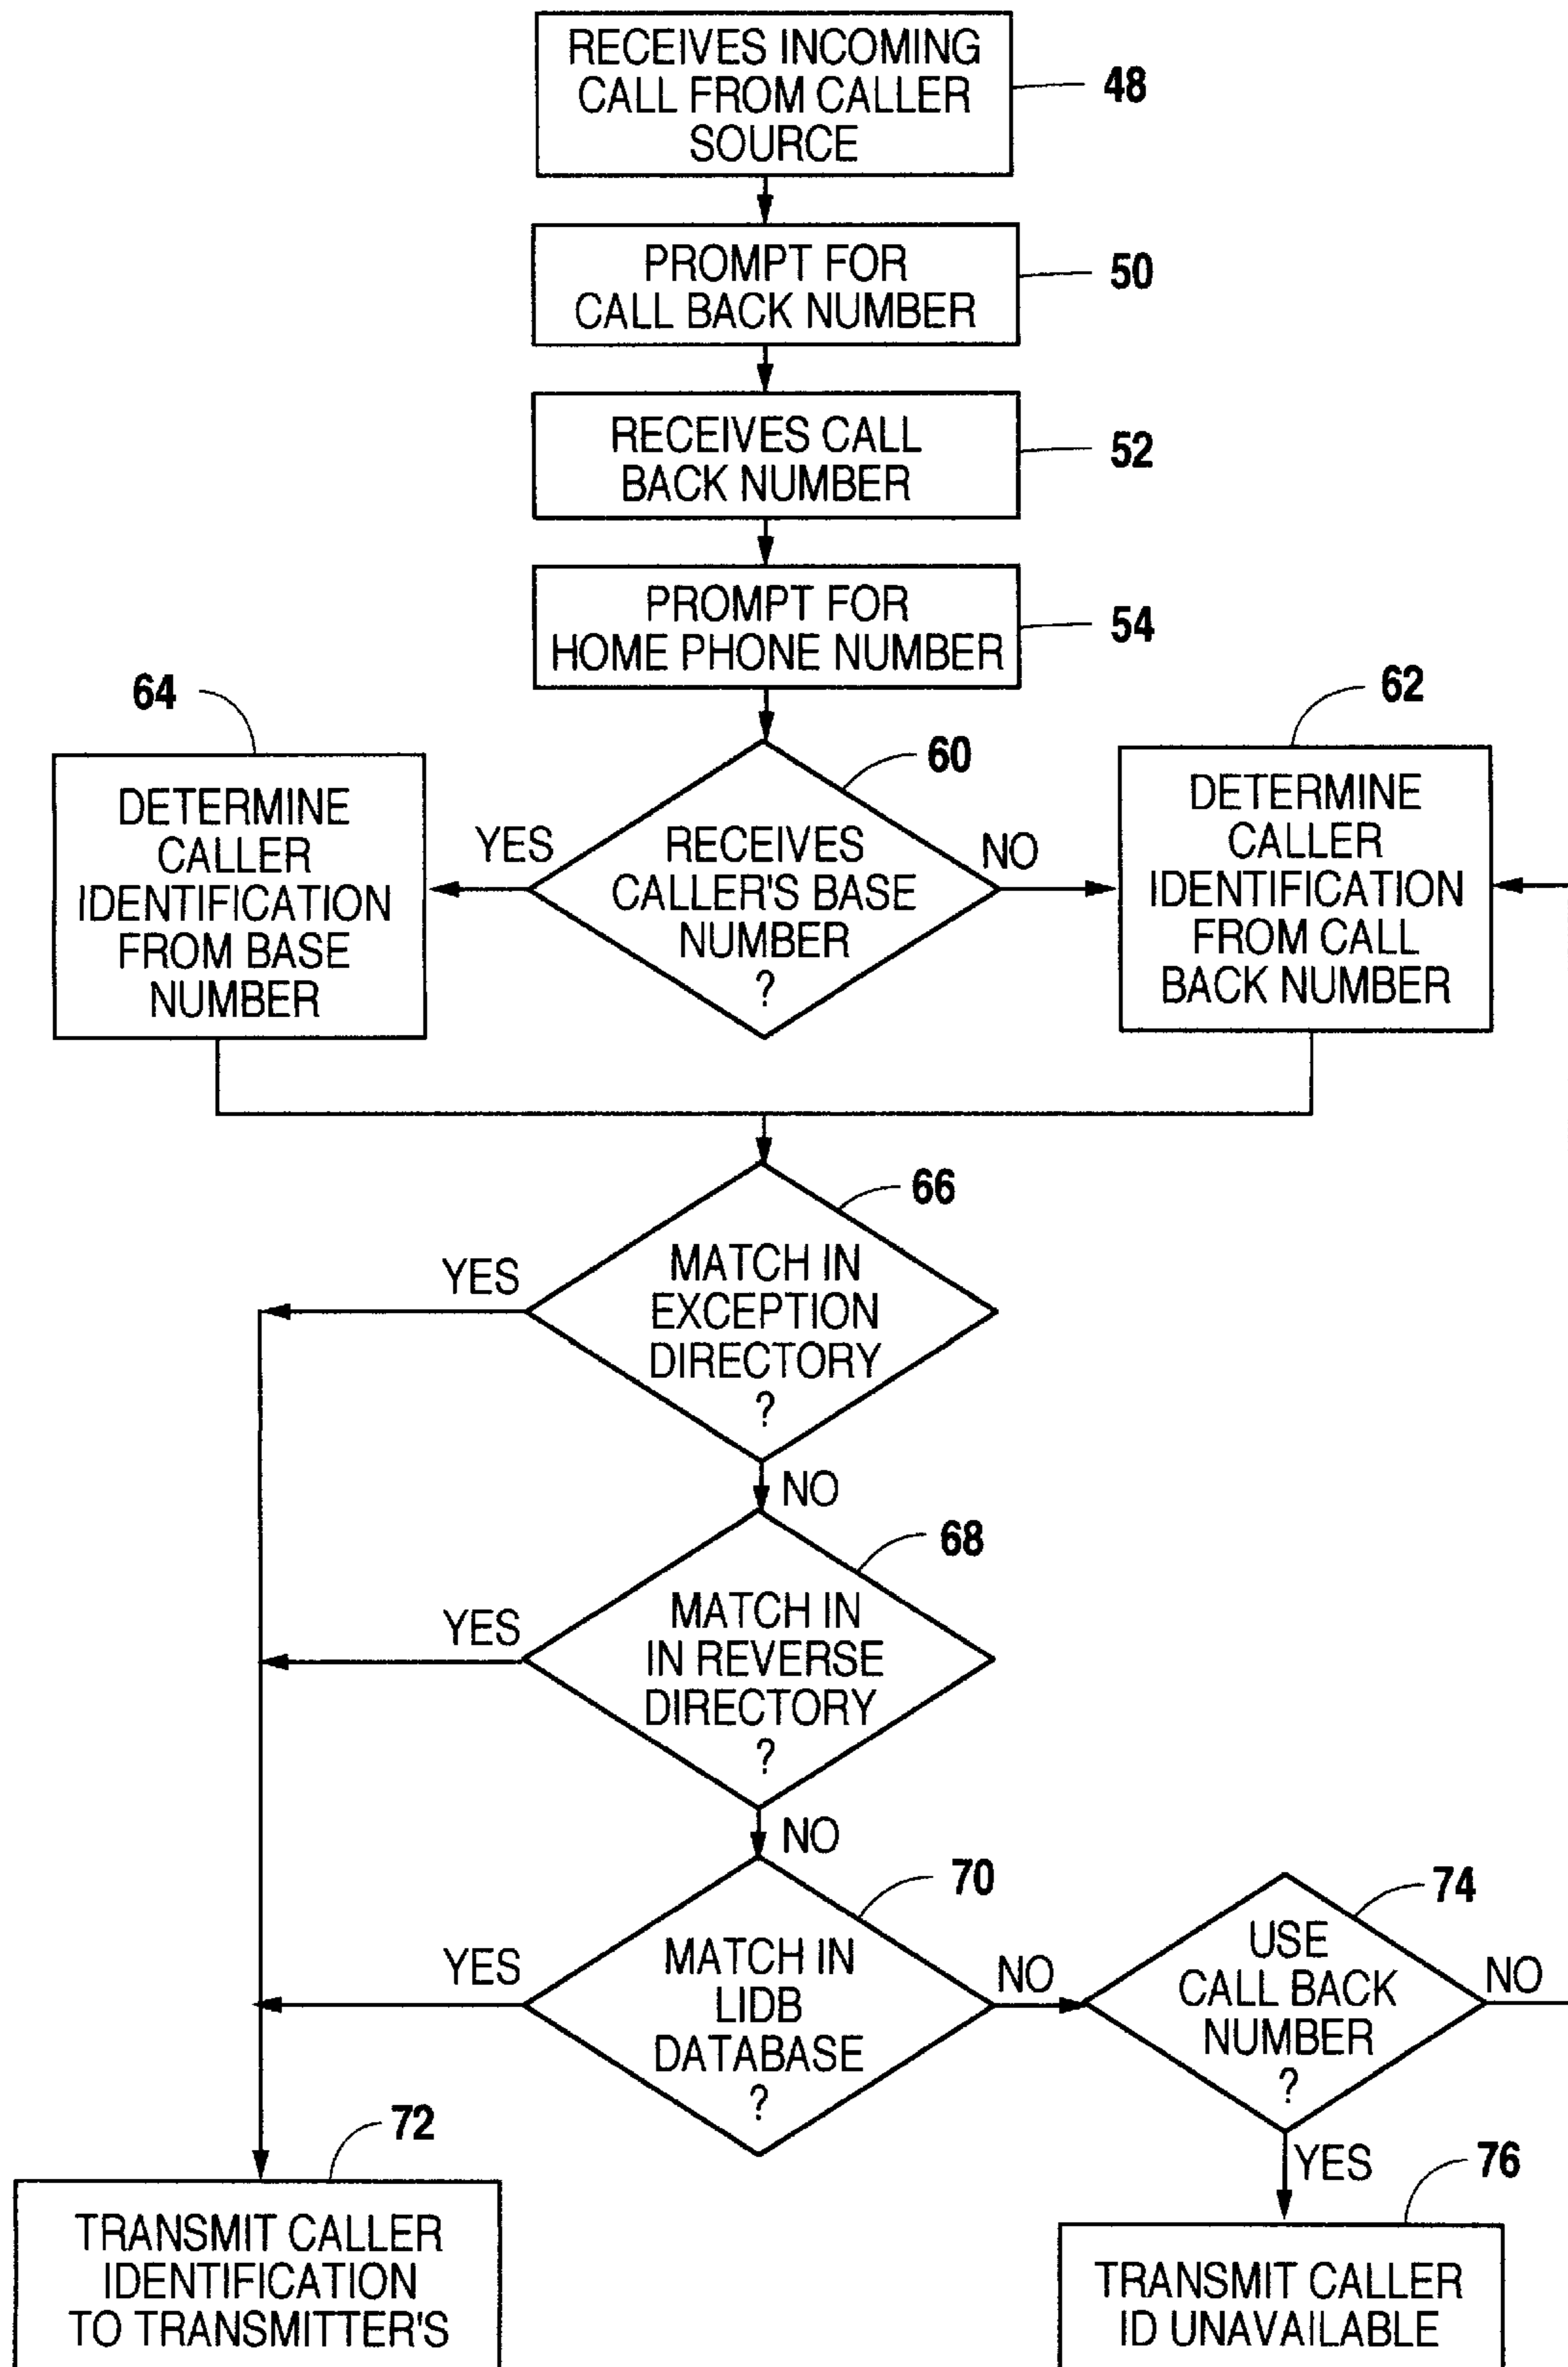 RECEIVES INCOMING
CALL FROM CALLER
SOURCE
48
PROMPT FOR
CALL BACK NUMBER
50
RECEIVES CALL
BACK NUMBER
52
PROMPT FOR
HOME PHONE NUMBER
54
64
DETERMINE
CALLER
IDENTIFICATION
FROM BASE
NUMBER
YES
60
RECEIVES
CALLER'S BASE
NUMBER
?
NO
62
DETERMINE
CALLER
IDENTIFICATION
FROM CALL
BACK NUMBER
66
YES
MATCH IN
EXCEPTION
DIRECTORY
?
NO
68
YES
MATCH IN
IN REVERSE
DIRECTORY
?
NO
70
YES
MATCH IN
LIDB
DATABASE
?
NO
74
USE
CALL BACK
NUMBER
?
NO
YES
72
TRANSMIT CALLER
IDENTIFICATION
TO TRANSMITTER'S
76
TRANSMIT CALLER
ID UNAVAILABLE